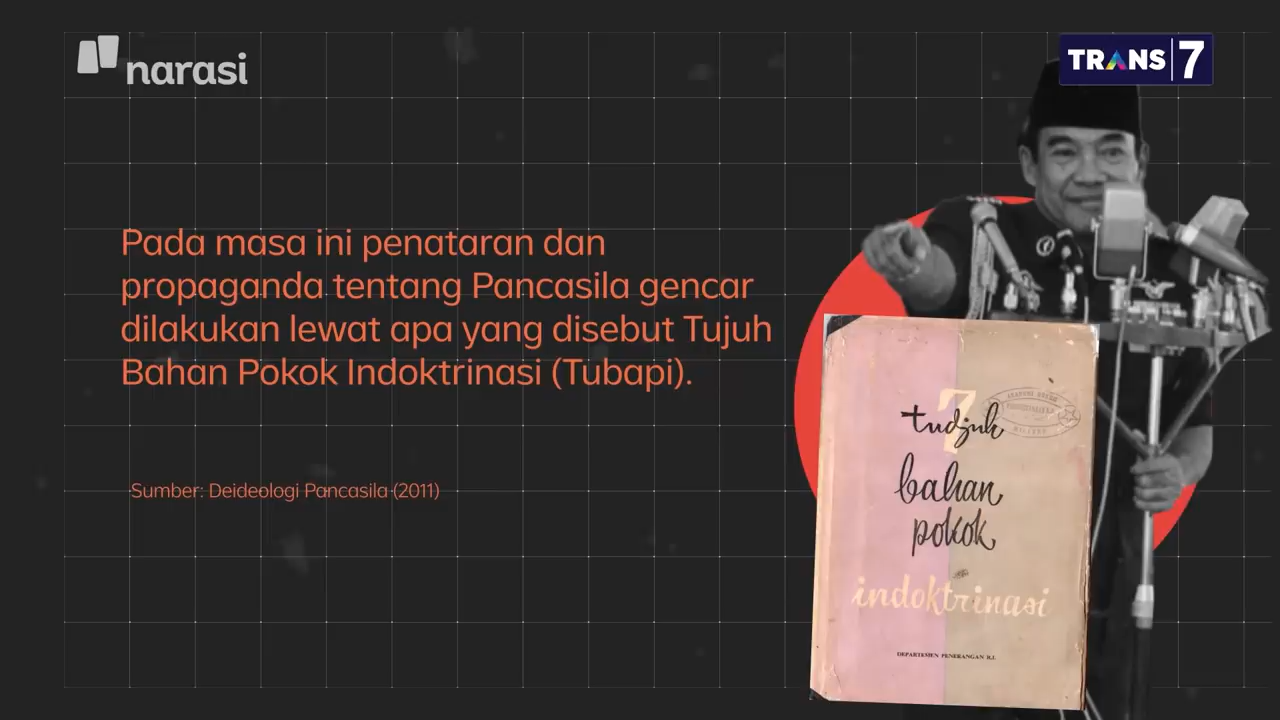 narasi
TRANS 7
Pada masa ini penataran dan
propaganda tentang Pancasila gencar
dilakukan lewat apa yang disebut Tujuh
Bahan Pokok Indoktrinasi (Tubapi).
Sumber: Deideologi Pancasila (2011)
7
tudjuh
bahan
pokok
indoktrinasi
DEPARTEMEN PENERANGAN R.I.